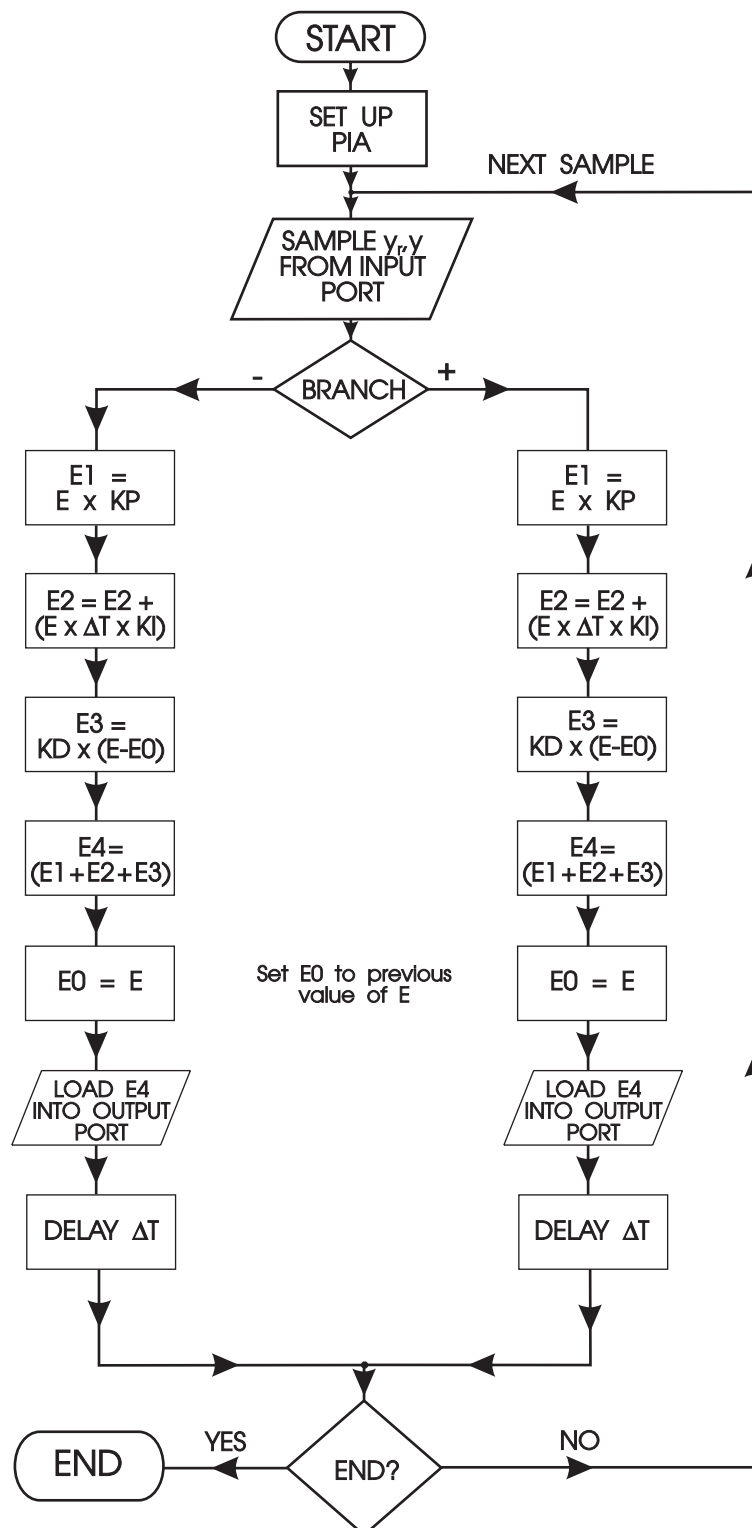 START
SET UP
PIA
NEXT SAMPLE
SAMPLE yᵣ,y
FROM INPUT
PORT
-
BRANCH
+
E1 =
E x KP
E2 = E2 +
(E x ΔT x KI)
E3 =
KD x (E-E0)
E4=
(E1+E2+E3)
E0 = E
LOAD E4
INTO OUTPUT
PORT
DELAY ΔT
Set E0 to previous
value of E
E1 =
E x KP
E2 = E2 +
(E x ΔT x KI)
E3 =
KD x (E-E0)
E4=
(E1+E2+E3)
E0 = E
LOAD E4
INTO OUTPUT
PORT
DELAY ΔT
END
YES
END?
NO